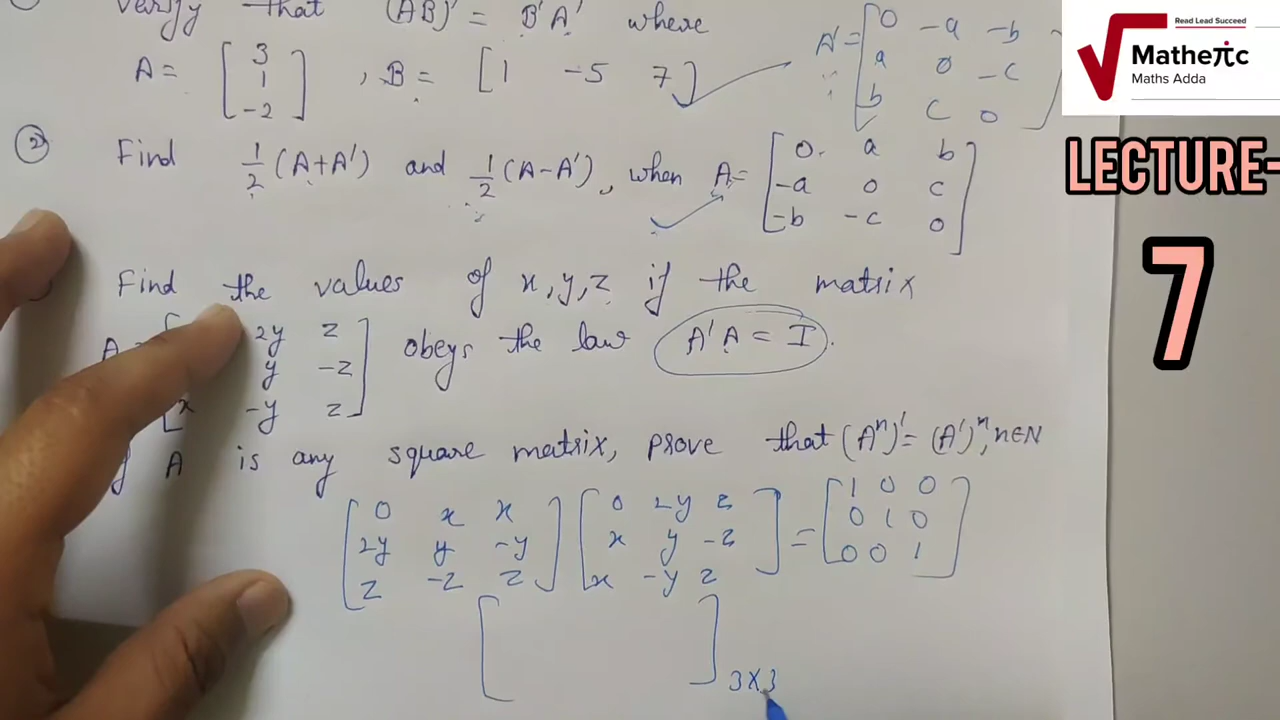 Verify that (AB)' = B'A' where
A = [3 1 -2], B = [1 -5 7]
A' = [0 -a -b
a 0 -c
b c 0]
Read Lead Succeed
Matheπc
Maths Adda
LECTURE-
7
② Find 1/2 (A+A') and 1/2 (A-A'), when A = [0 a b
-a 0 c
-b -c 0]
Find the values of x, y, z if the matrix
2y z
y -z
x -y z] obeys the law A'A = I.
A is any square matrix, prove that (Aⁿ)' = (A')ⁿ, n∈N
[0 x x] [0 2y z] = [1 0 0]
[2y y -y] [x y -z] [0 1 0]
[z -z z] [x -y z] [0 0 1]
[ ] 3X3